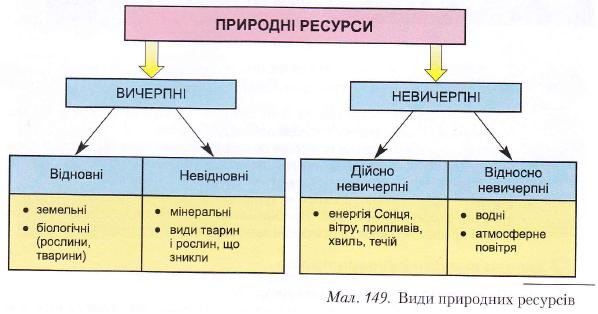 ПРИРОДНІ РЕСУРСИ
ВИЧЕРПНІ
НЕВИЧЕРПНІ
Відновні
• земельні
• біологічні
(рослини,
тварини)
Невідновні
• мінеральні
• види тварин
і рослин, що
зникли
Дійсно
невичерпні
• енергія Сонця,
вітру, припливів,
хвиль, течій
Відносно
невичерпні
• водні
• атмосферне
повітря
Мал. 149. Види природних ресурсів